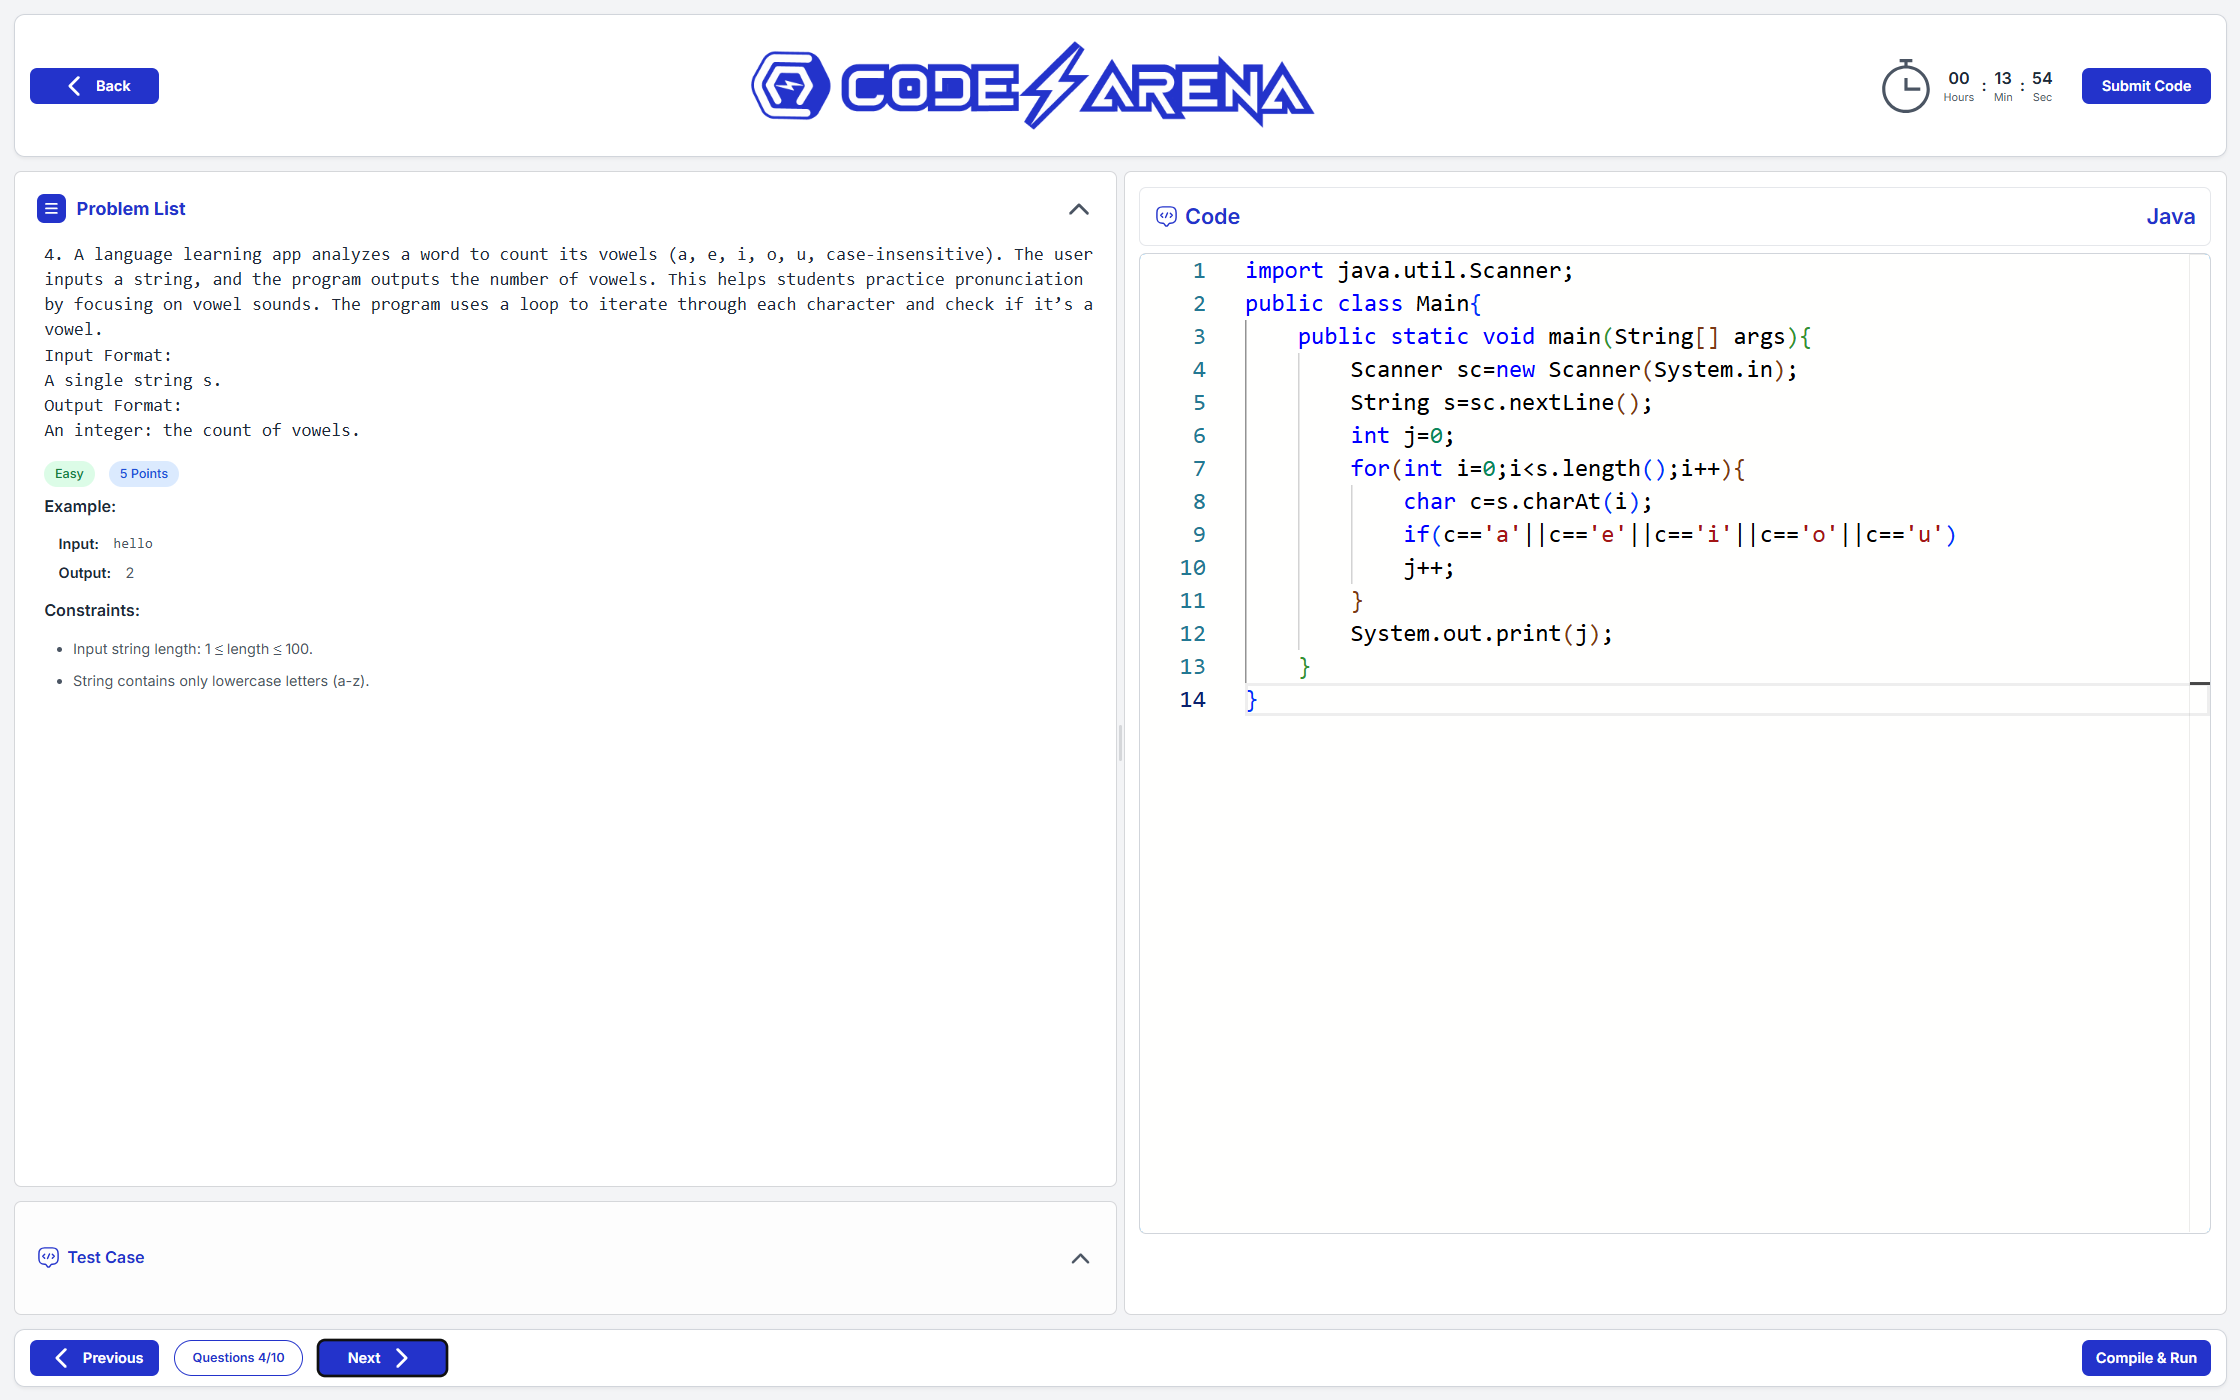 Back
CODE ARENA
00 : 13 : 54
Hours Min Sec
Submit Code
Problem List
4. A language learning app analyzes a word to count its vowels (a, e, i, o, u, case-insensitive). The user
inputs a string, and the program outputs the number of vowels. This helps students practice pronunciation
by focusing on vowel sounds. The program uses a loop to iterate through each character and check if it’s a
vowel.
Input Format:
A single string s.
Output Format:
An integer: the count of vowels.
Easy 5 Points
Example:
Input: hello
Output: 2
Constraints:
• Input string length: 1 ≤ length ≤ 100.
• String contains only lowercase letters (a-z).
Test Case
Code Java
1 import java.util.Scanner;
2 public class Main{
3     public static void main(String[] args){
4         Scanner sc=new Scanner(System.in);
5         String s=sc.nextLine();
6         int j=0;
7         for(int i=0;i<s.length();i++){
8             char c=s.charAt(i);
9             if(c=='a'||c=='e'||c=='i'||c=='o'||c=='u')
10             j++;
11         }
12         System.out.print(j);
13     }
14 }
Previous Questions 4/10 Next Compile & Run